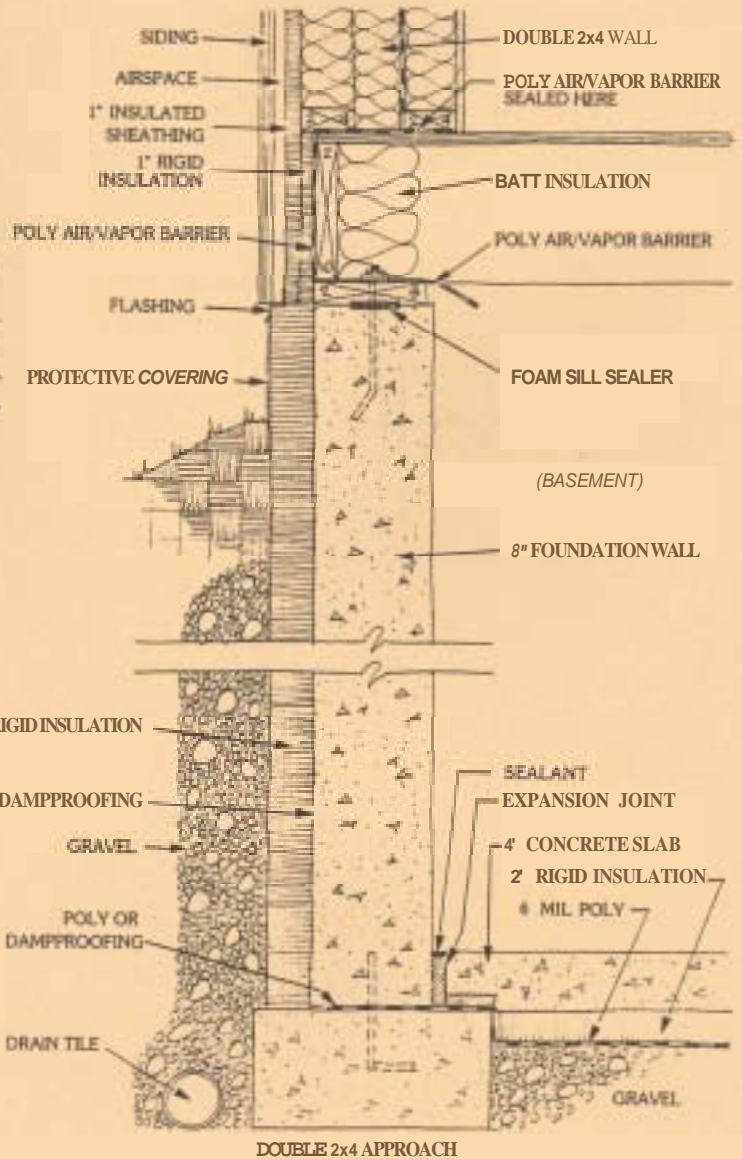 SIDING
AIRSPACE
1" INSULATED
SHEATHING
1" RIGID
INSULATION
POLY AIR/VAPOR BARRIER
FLASHING
PROTECTIVE COVERING
RIGID INSULATION
DAMPPROOFING
GRAVEL
POLY OR
DAMPPROOFING
DRAIN TILE
DOUBLE 2x4 WALL
POLY AIR/VAPOR BARRIER
SEALED HERE
BATT INSULATION
POLY AIR/VAPOR BARRIER
FOAM SILL SEALER
(BASEMENT)
8" FOUNDATION WALL
SEALANT
EXPANSION JOINT
4' CONCRETE SLAB
2' RIGID INSULATION
6 MIL POLY
GRAVEL
DOUBLE 2x4 APPROACH